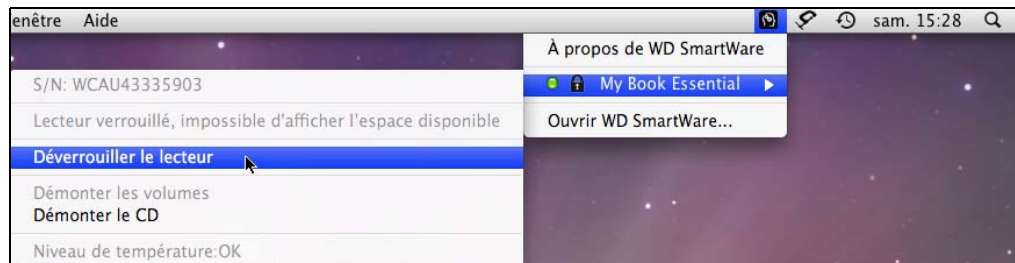 enêtre Aide
sam. 15:28
À propos de WD SmartWare
My Book Essential
Ouvrir WD SmartWare...
S/N: WCAU43335903
Lecteur verrouillé, impossible d'afficher l'espace disponible
Déverrouiller le lecteur
Démonter les volumes
Démonter le CD
Niveau de température:OK